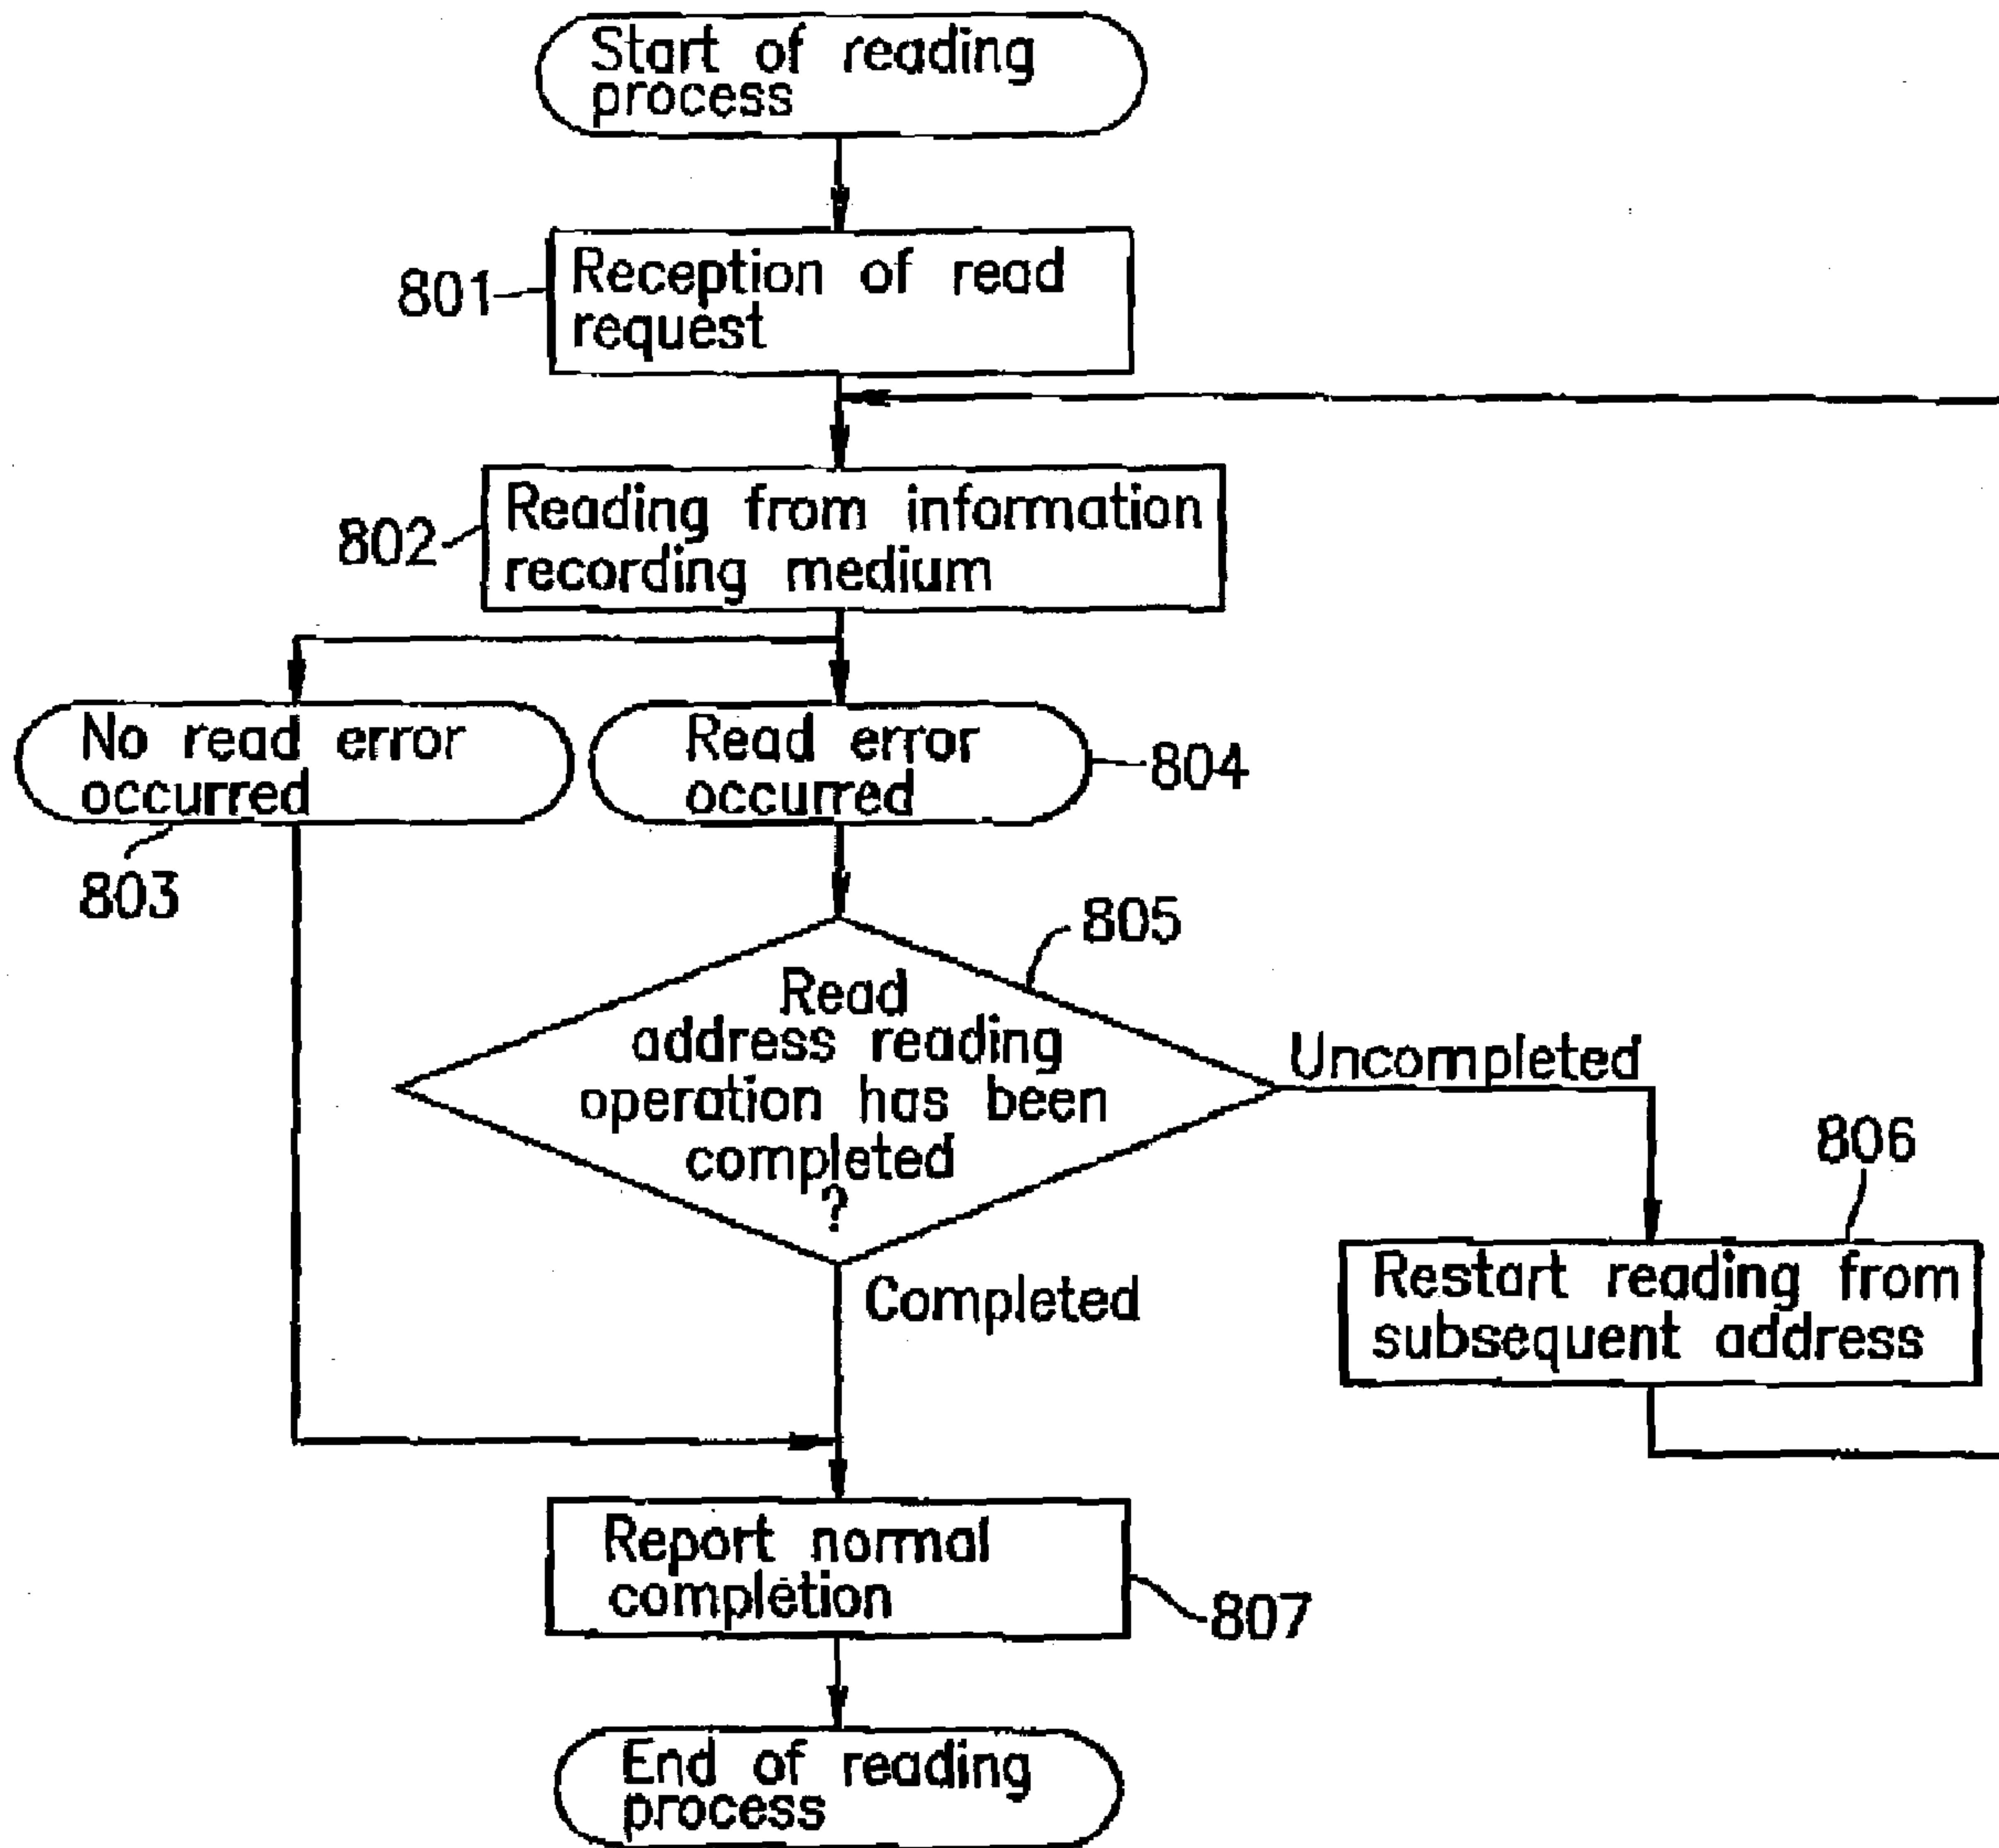 Start of reading
process
801
Reception of read
request
802
Reading from information
recording medium
No read error
occurred
803
Read error
occurred
804
805
Read
address reading
operation has been
completed
?
Uncompleted
Completed
806
Restart reading from
subsequent address
Report normal
completion
807
End of reading
process